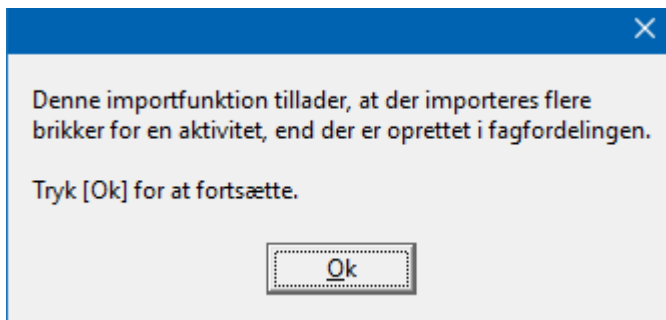 Denne importfunktion tillader, at der importeres flere
brikker for en aktivitet, end der er oprettet i fagfordelingen.
Tryk [Ok] for at fortsætte.
Ok